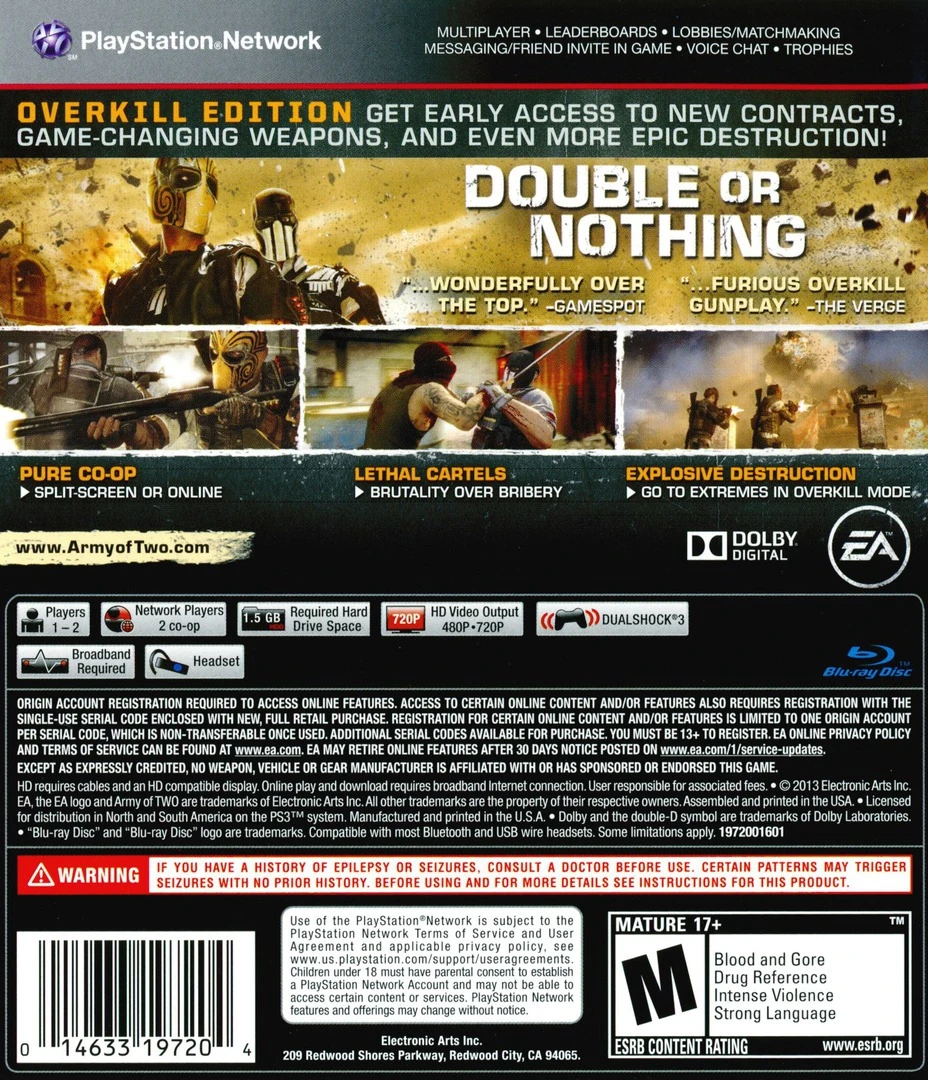 PlayStation®Network
SM
MULTIPLAYER • LEADERBOARDS • LOBBIES/MATCHMAKING
MESSAGING/FRIEND INVITE IN GAME • VOICE CHAT • TROPHIES
OVERKILL EDITION GET EARLY ACCESS TO NEW CONTRACTS,
GAME-CHANGING WEAPONS, AND EVEN MORE EPIC DESTRUCTION!
DOUBLE OR
NOTHING
“...WONDERFULLY OVER
THE TOP.” –GAMESPOT
“...FURIOUS OVERKILL
GUNPLAY.” –THE VERGE
PURE CO-OP
SPLIT-SCREEN OR ONLINE
LETHAL CARTELS
BRUTALITY OVER BRIBERY
EXPLOSIVE DESTRUCTION
GO TO EXTREMES IN OVERKILL MODE
www.ArmyofTwo.com
DOLBY®
DIGITAL
EA™
Players
1 – 2
Network Players
2 co-op
1.5 GB
HDD
Required Hard
Drive Space
720P
HD Video Output
480P•720P
DUALSHOCK®3
Broadband
Required
Headset
Blu-ray Disc™
ORIGIN ACCOUNT REGISTRATION REQUIRED TO ACCESS ONLINE FEATURES. ACCESS TO CERTAIN ONLINE CONTENT AND/OR FEATURES ALSO REQUIRES REGISTRATION WITH THE
SINGLE-USE SERIAL CODE ENCLOSED WITH NEW, FULL RETAIL PURCHASE. REGISTRATION FOR CERTAIN ONLINE CONTENT AND/OR FEATURES IS LIMITED TO ONE ORIGIN ACCOUNT
PER SERIAL CODE, WHICH IS NON-TRANSFERABLE ONCE USED. ADDITIONAL SERIAL CODES AVAILABLE FOR PURCHASE. YOU MUST BE 13+ TO REGISTER. EA ONLINE PRIVACY POLICY
AND TERMS OF SERVICE CAN BE FOUND AT www.ea.com. EA MAY RETIRE ONLINE FEATURES AFTER 30 DAYS NOTICE POSTED ON www.ea.com/1/service-updates.
EXCEPT AS EXPRESSLY CREDITED, NO WEAPON, VEHICLE OR GEAR MANUFACTURER IS AFFILIATED WITH OR HAS SPONSORED OR ENDORSED THIS GAME.
HD requires cables and an HD compatible display. Online play and download requires broadband Internet connection. User responsible for associated fees. • © 2013 Electronic Arts Inc.
EA, the EA logo and Army of TWO are trademarks of Electronic Arts Inc. All other trademarks are the property of their respective owners. Assembled and printed in the USA. • Licensed
for distribution in North and South America on the PS3™ system. Manufactured and printed in the U.S.A. • Dolby and the double-D symbol are trademarks of Dolby Laboratories.
• “Blu-ray Disc” and “Blu-ray Disc” logo are trademarks. Compatible with most Bluetooth and USB wire headsets. Some limitations apply. 1972001601
WARNING
IF YOU HAVE A HISTORY OF EPILEPSY OR SEIZURES, CONSULT A DOCTOR BEFORE USE. CERTAIN PATTERNS MAY TRIGGER
SEIZURES WITH NO PRIOR HISTORY. BEFORE USING AND FOR MORE DETAILS SEE INSTRUCTIONS FOR THIS PRODUCT.
0 14633 19720 4
Use of the PlayStation®Network is subject to the
PlayStation Network Terms of Service and User
Agreement and applicable privacy policy, see
www.us.playstation.com/support/useragreements.
Children under 18 must have parental consent to establish
a PlayStation Network Account and may not be able to
access certain content or services. PlayStation Network
features and offerings may change without notice.
Electronic Arts Inc.
209 Redwood Shores Parkway, Redwood City, CA 94065.
MATURE 17+ ™
M
Blood and Gore
Drug Reference
Intense Violence
Strong Language
ESRB CONTENT RATING
www.esrb.org